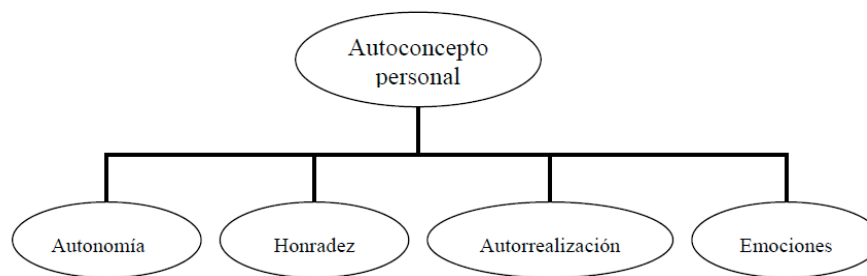 Autoconcepto
personal
Autonomía
Honradez
Autorrealización
Emociones